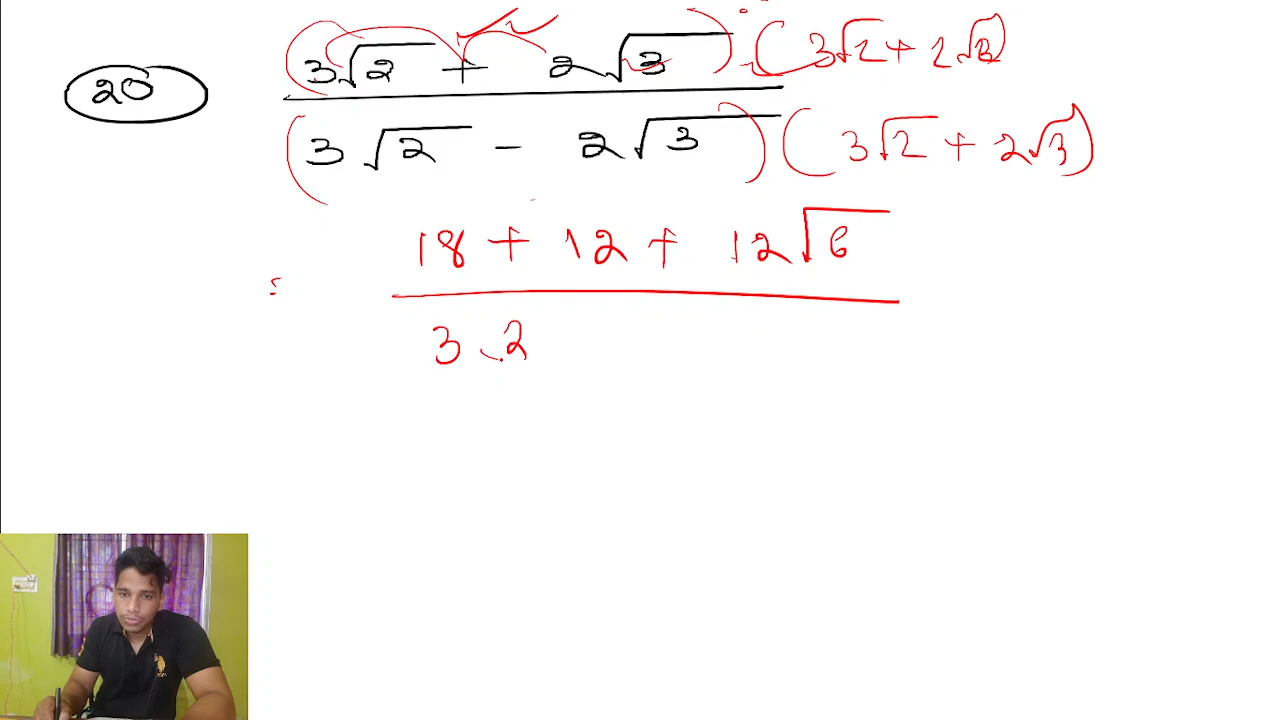 (3√2 + 2√3) . (3√2 + 2√3)
20
(3√2 - 2√3) (3√2 + 2√3)
18 + 12 + 12√6
=
3 . 2